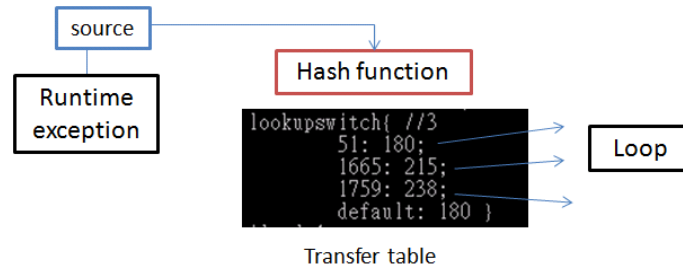 source
Hash function
Runtime
exception
lookupswitch{ //3
51: 180;
1665: 215;
1759: 238;
default: 180 }
Loop
Transfer table